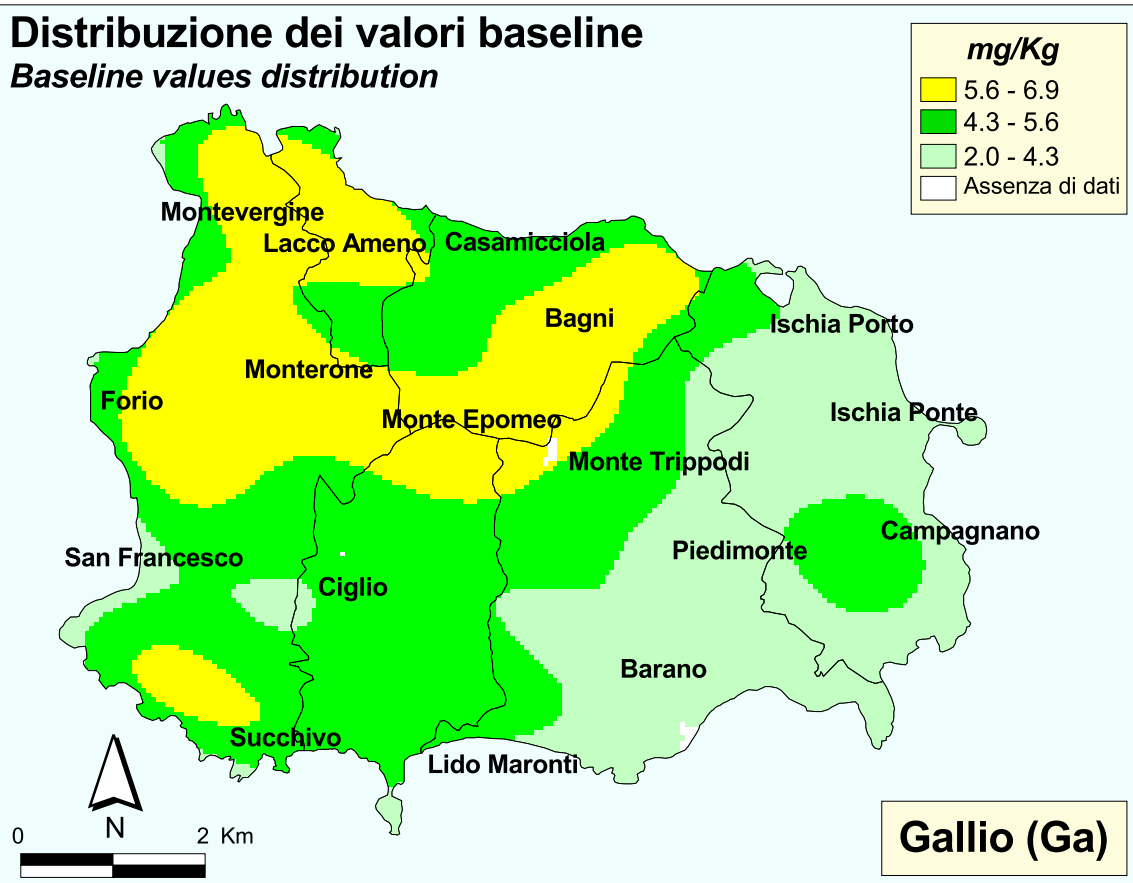 Distribuzione dei valori baseline
Baseline values distribution
mg/Kg
5.6 - 6.9
4.3 - 5.6
2.0 - 4.3
Assenza di dati
Montevergine
Lacco Ameno
Casamicciola
Bagni
Ischia Porto
Monterone
Forio
Monte Epomeo
Ischia Ponte
Monte Trippodi
Campagnano
San Francesco
Piedimonte
Ciglio
Barano
Succhivo
Lido Maronti
N
0 2 Km
Gallio (Ga)